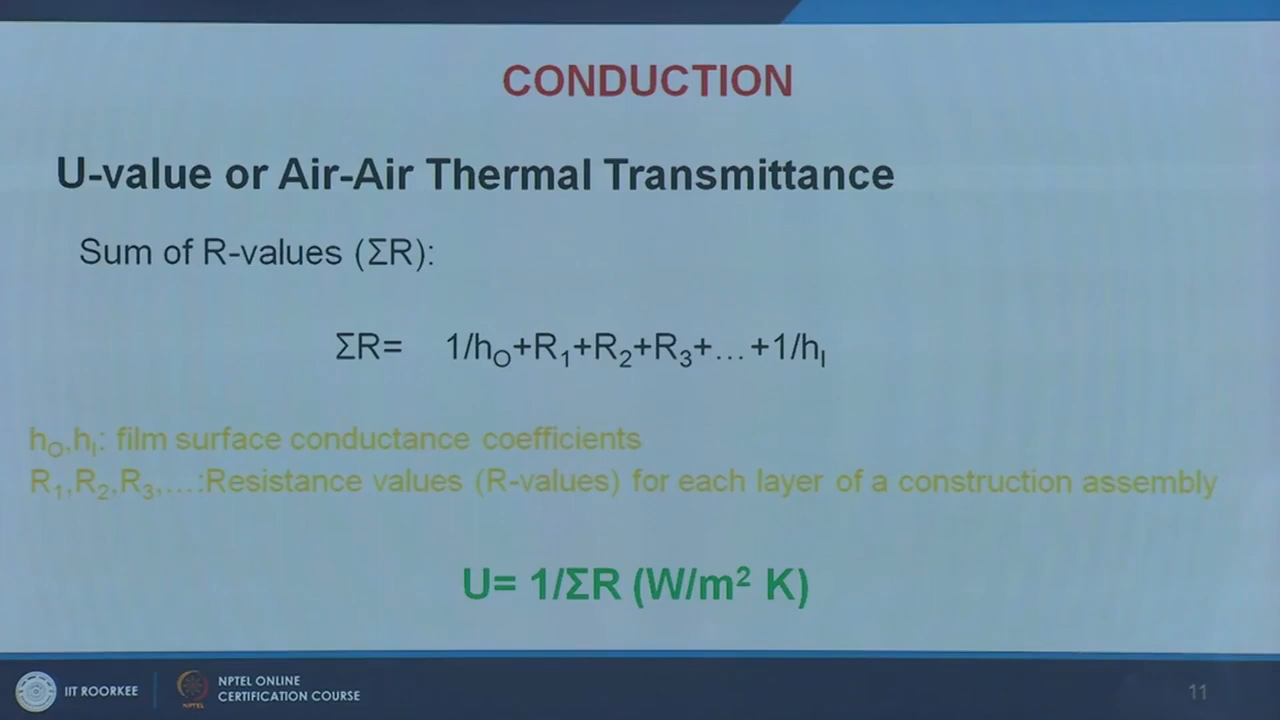 CONDUCTION
U-value or Air-Air Thermal Transmittance
Sum of R-values (ΣR):
ΣR= 1/hO+R1+R2+R3+...+1/hI
hO,hI: film surface conductance coefficients
R1,R2,R3,...:Resistance values (R-values) for each layer of a construction assembly
U= 1/ΣR (W/m² K)
IIT ROORKEE
NPTEL
NPTEL ONLINE
CERTIFICATION COURSE
11